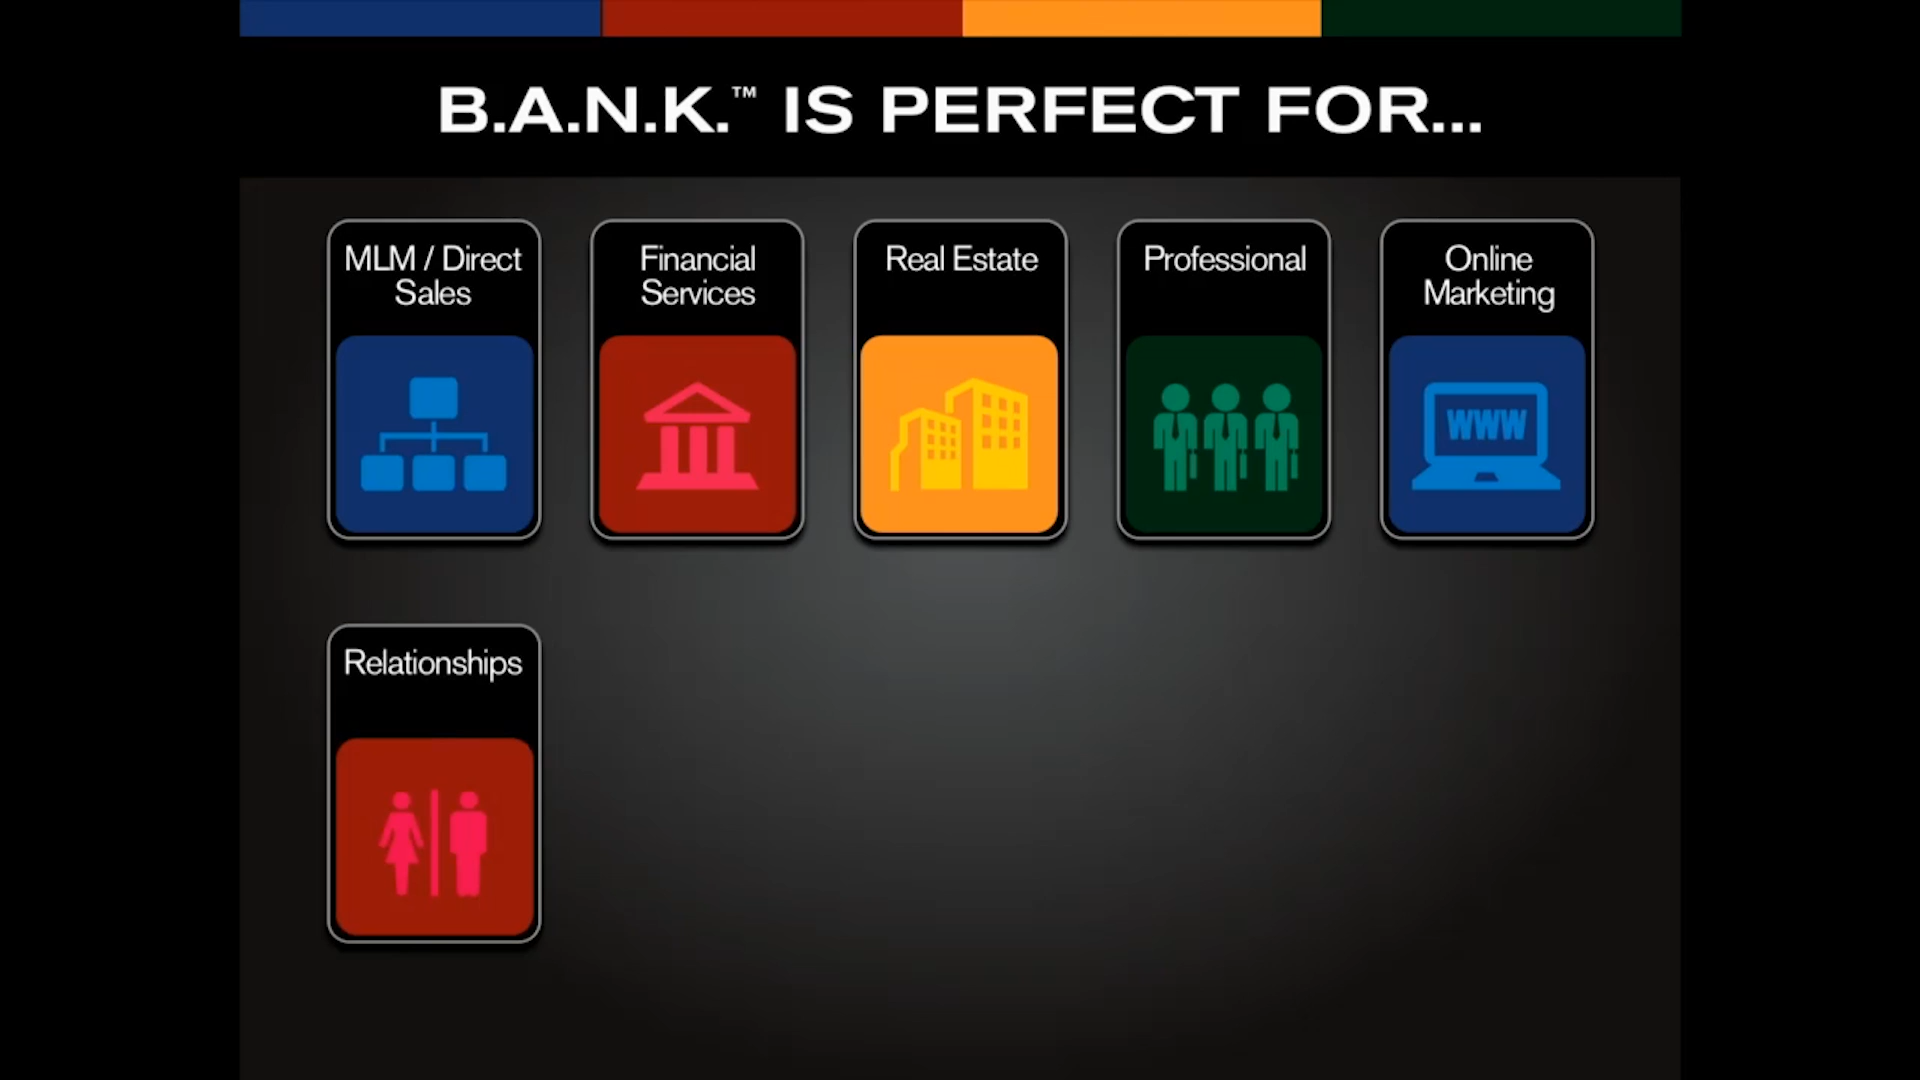 B.A.N.K.™ IS PERFECT FOR...
MLM / Direct
Sales
Financial
Services
Real Estate
Professional
Online
Marketing
WWW
Relationships